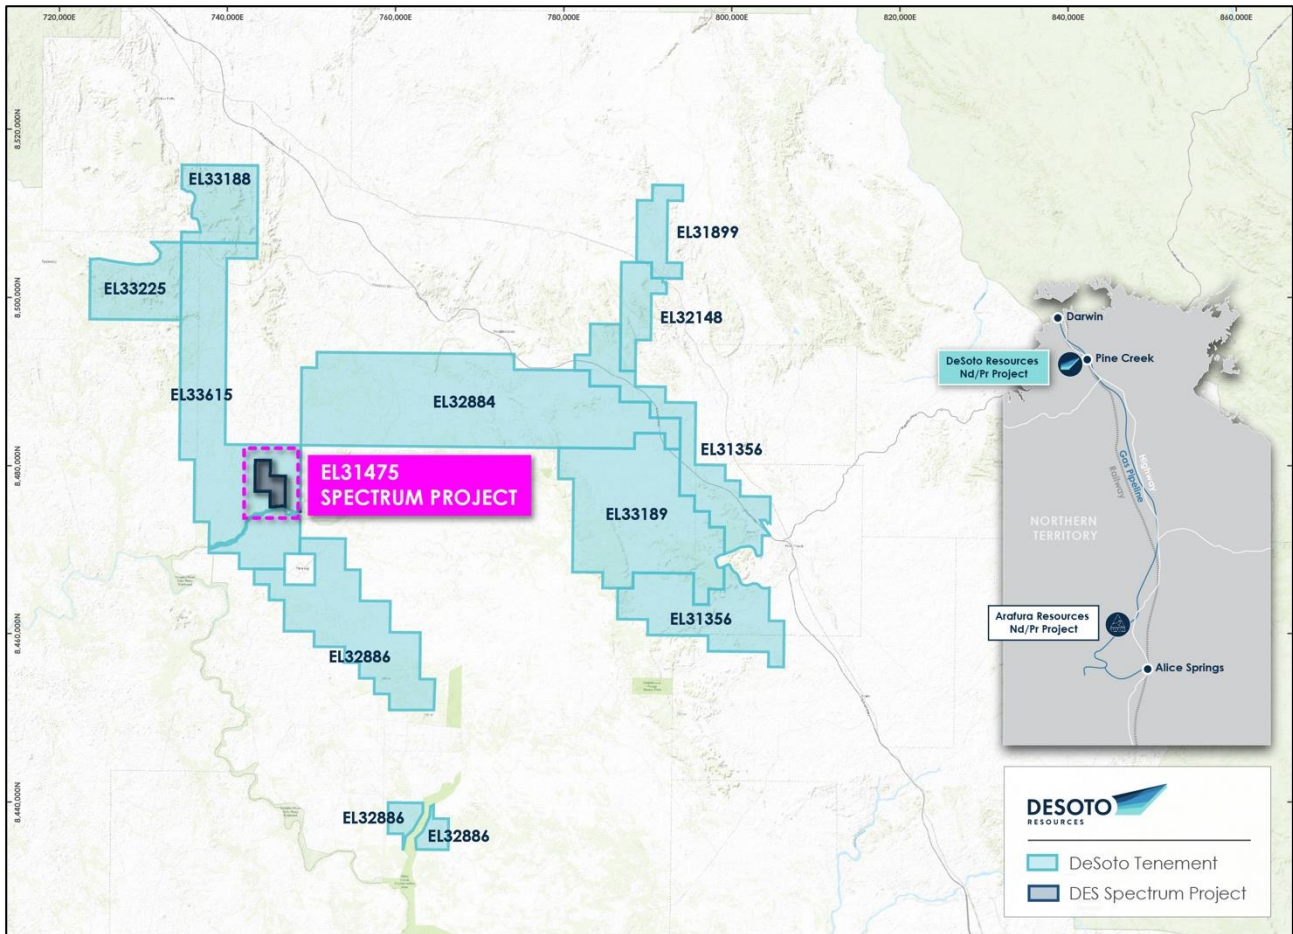 720,000E
740,000E
760,000E
780,000E
800,000E
820,000E
840,000E
860,000E
8,520,000N
8,500,000N
8,480,000N
8,460,000N
8,440,000N
EL33188
EL31899
EL33225
EL32148
EL33615
EL32884
EL31356
EL31475
SPECTRUM PROJECT
EL33189
EL31356
EL32886
EL32886
EL32886
Darwin
Pine Creek
DeSoto Resources
Nd/Pr Project
Highway
Gas Pipeline
Railway
NORTHERN
TERRITORY
Arafura Resources
Nd/Pr Project
Alice Springs
DESOTO
RESOURCES
DeSoto Tenement
DES Spectrum Project